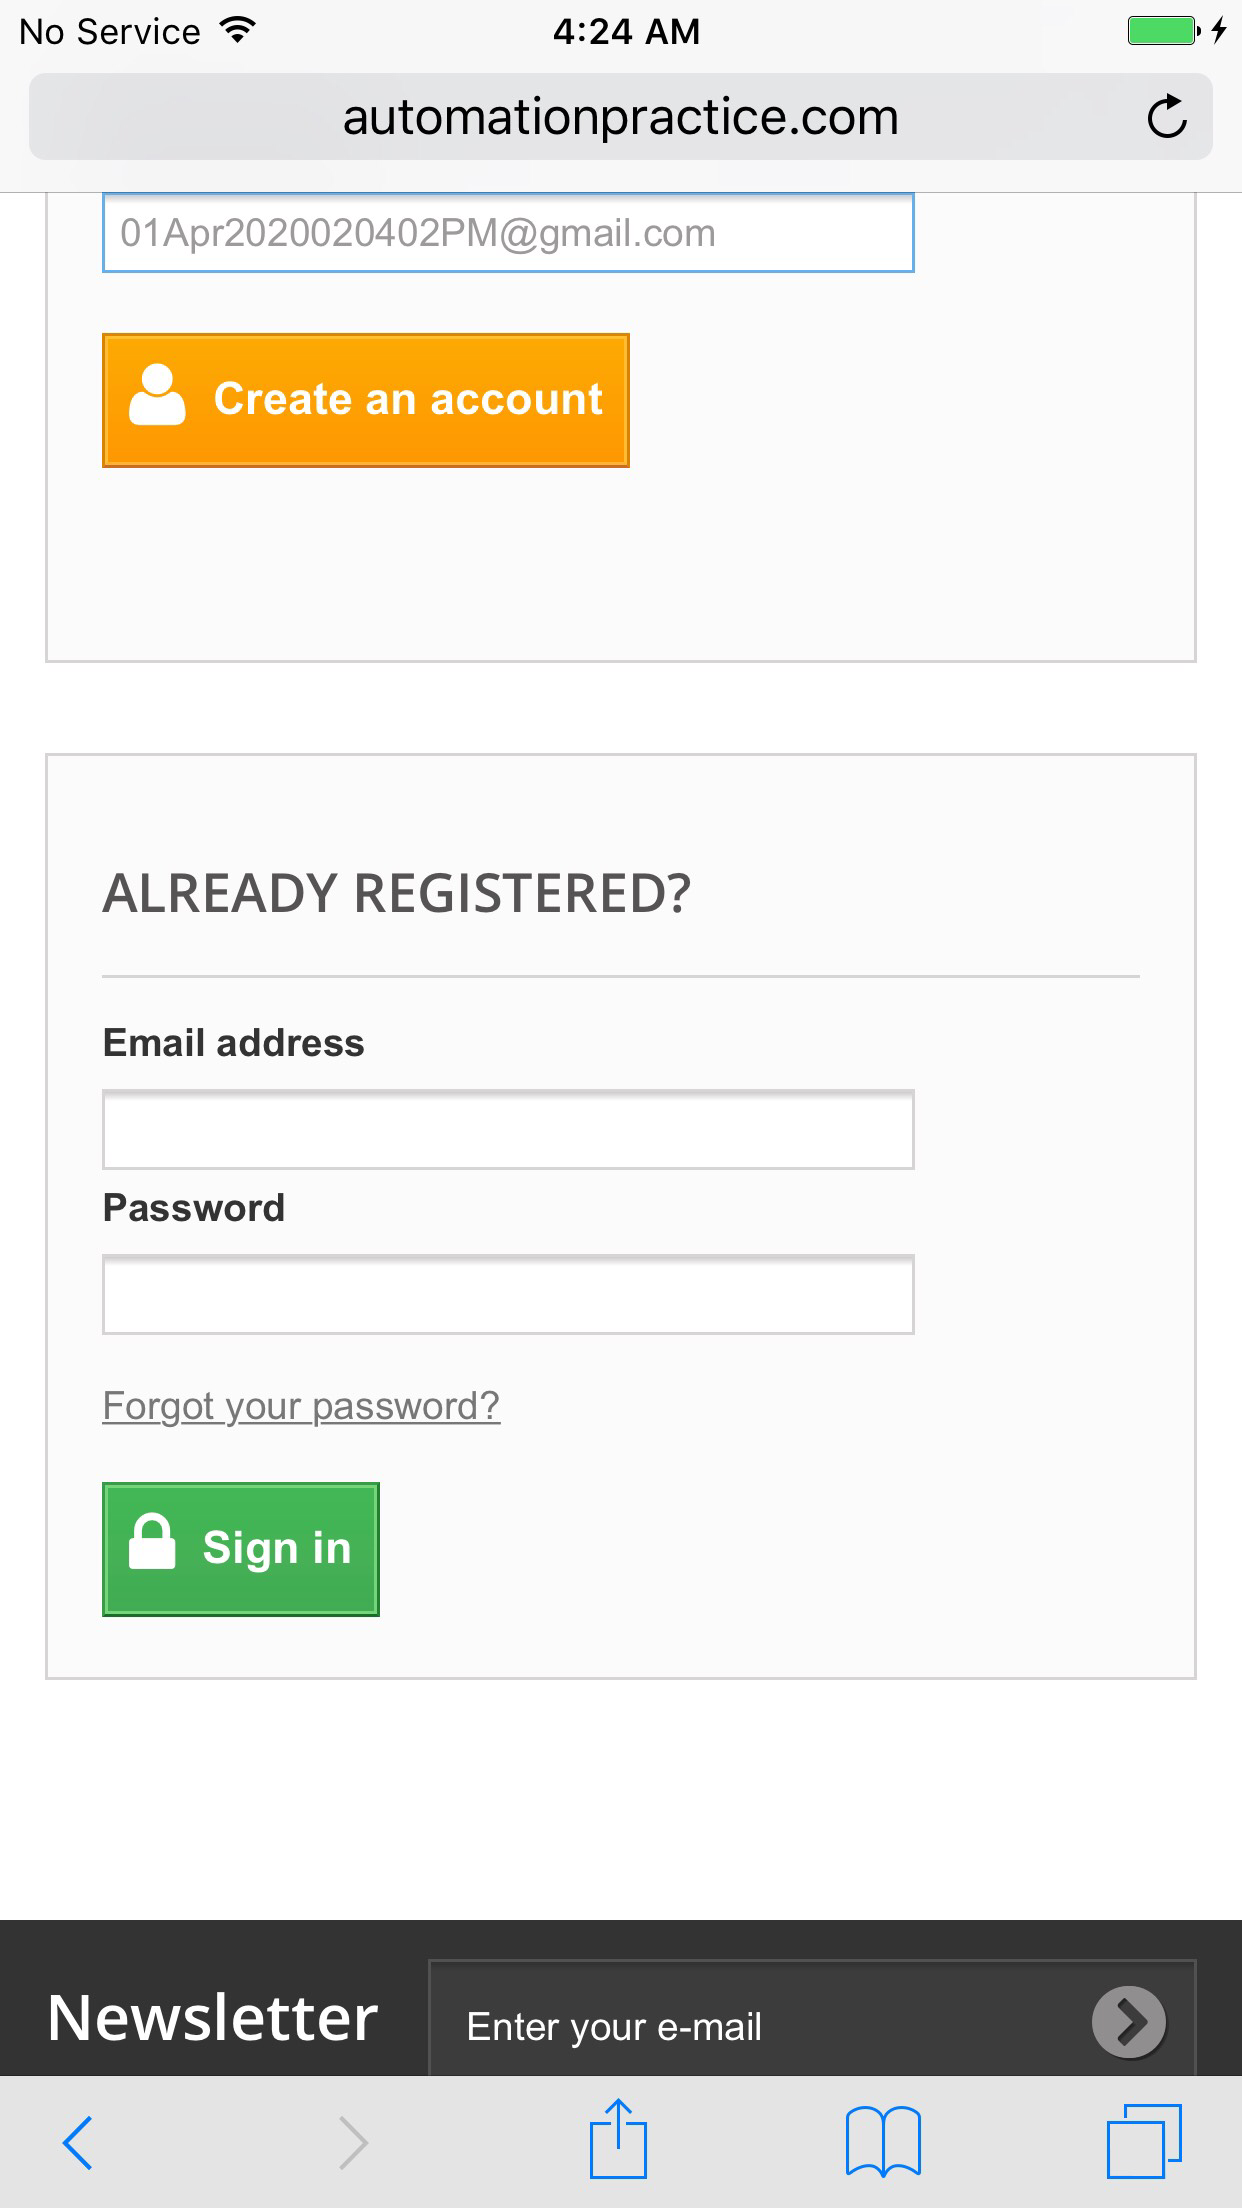 No Service
4:24 AM
automationpractice.com
01Apr2020020402PM@gmail.com
Create an account
ALREADY REGISTERED?
Email address
Password
Forgot your password?
Sign in
Newsletter
Enter your e-mail